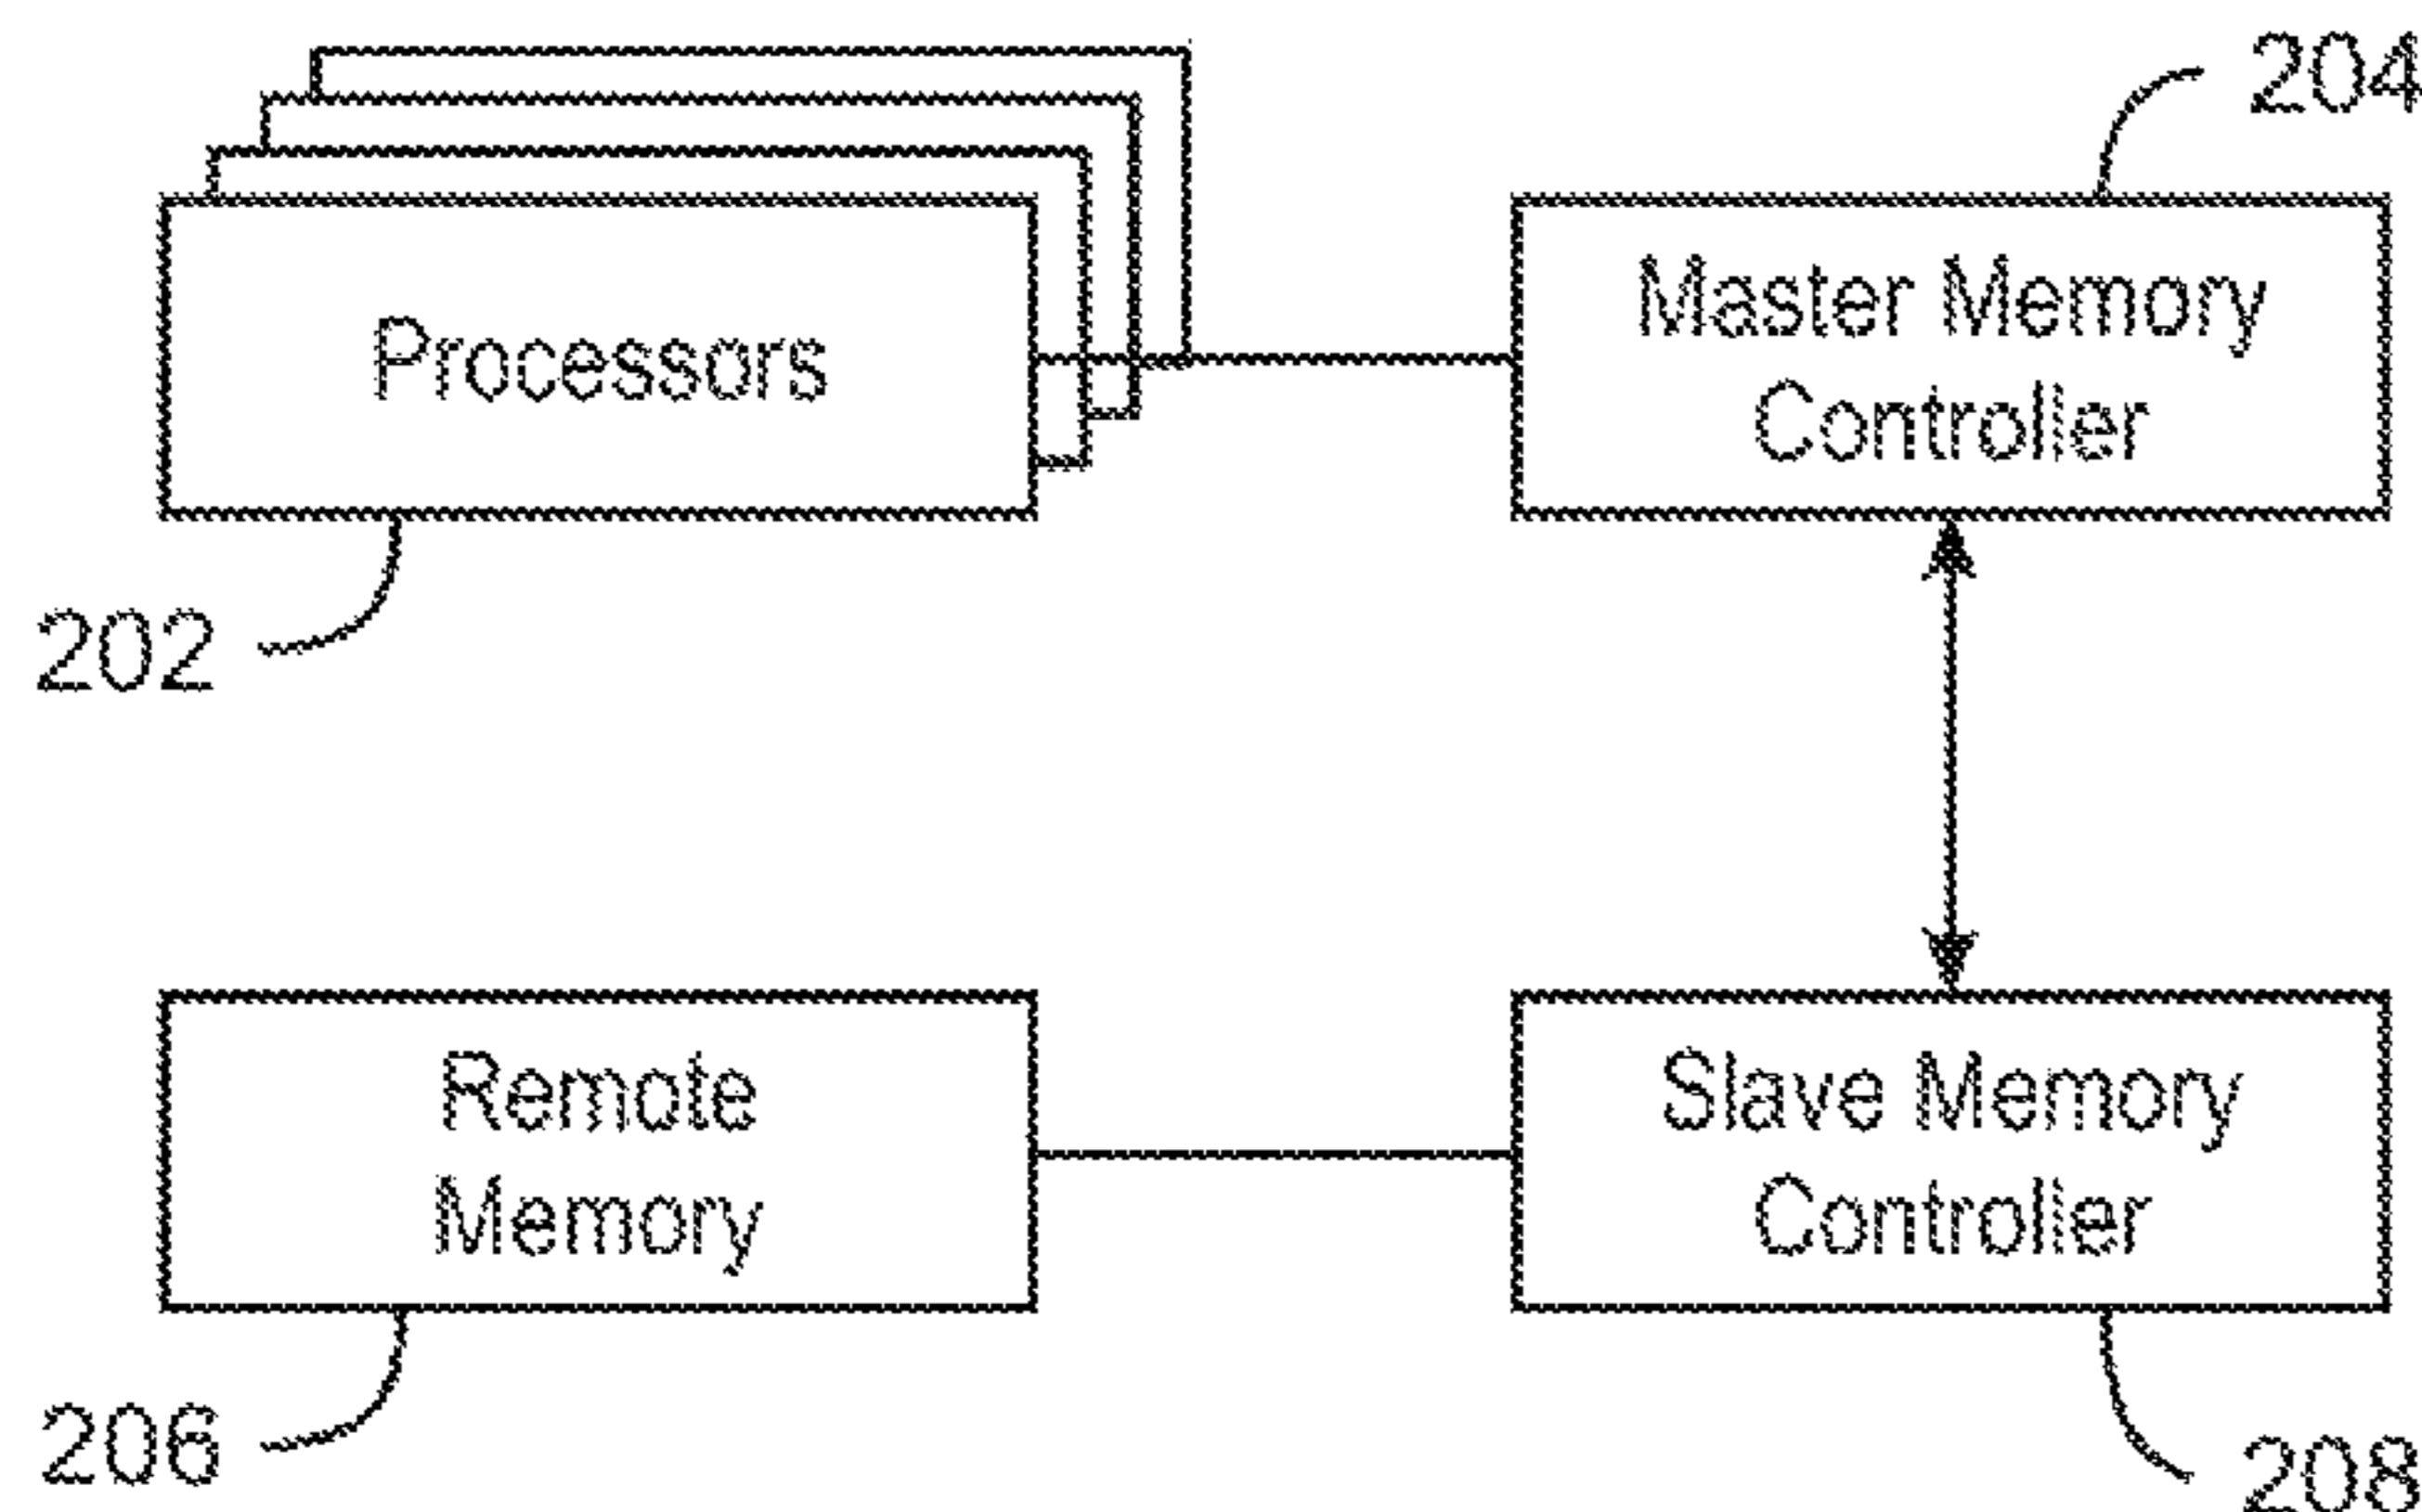 204
Processors
Master Memory
Controller
202
Remote
Memory
Slave Memory
Controller
206
208